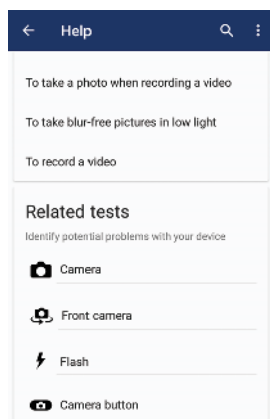 Help
To take a photo when recording a video
To take blur-free pictures in low light
To record a video
Related tests
Identify potential problems with your device
Camera
Front camera
Flash
Camera button